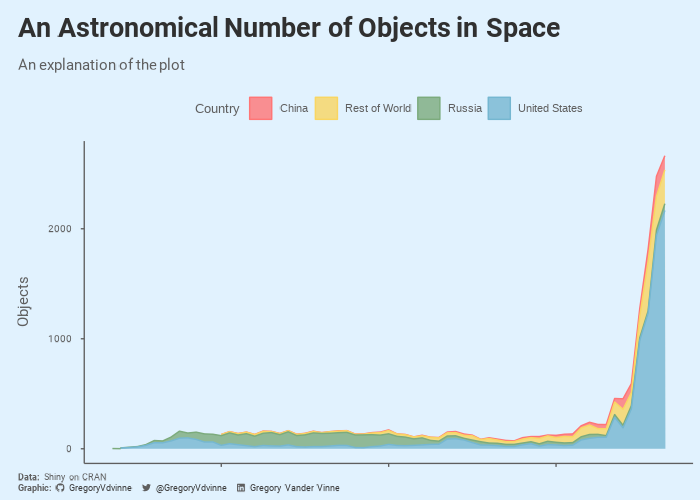 An Astronomical Number of Objects in Space
An explanation of the plot
Country China Rest of World Russia United States
2000
1000
0
Objects
Data: Shiny on CRAN
Graphic: GregoryVdvinne @GregoryVdvinne Gregory Vander Vinne